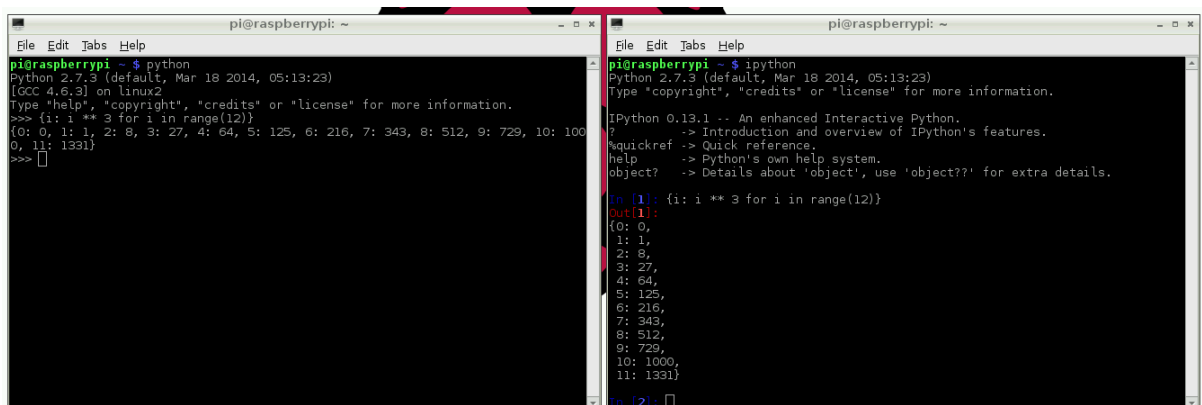 pi@raspberrypi: ~
File Edit Tabs Help
pi@raspberrypi ~ $ python
Python 2.7.3 (default, Mar 18 2014, 05:13:23)
[GCC 4.6.3] on linux2
Type "help", "copyright", "credits" or "license" for more information.
>>> {i: i ** 3 for i in range(12)}
{0: 0, 1: 1, 2: 8, 3: 27, 4: 64, 5: 125, 6: 216, 7: 343, 8: 512, 9: 729, 10: 100
0, 11: 1331}
>>>
pi@raspberrypi: ~
File Edit Tabs Help
pi@raspberrypi ~ $ ipython
Python 2.7.3 (default, Mar 18 2014, 05:13:23)
Type "copyright", "credits" or "license" for more information.
IPython 0.13.1 -- An enhanced Interactive Python.
?         -> Introduction and overview of IPython's features.
%quickref -> Quick reference.
help      -> Python's own help system.
object?   -> Details about 'object', use 'object??' for extra details.
In [1]: {i: i ** 3 for i in range(12)}
Out[1]:
{0: 0,
1: 1,
2: 8,
3: 27,
4: 64,
5: 125,
6: 216,
7: 343,
8: 512,
9: 729,
10: 1000,
11: 1331}
In [2]: